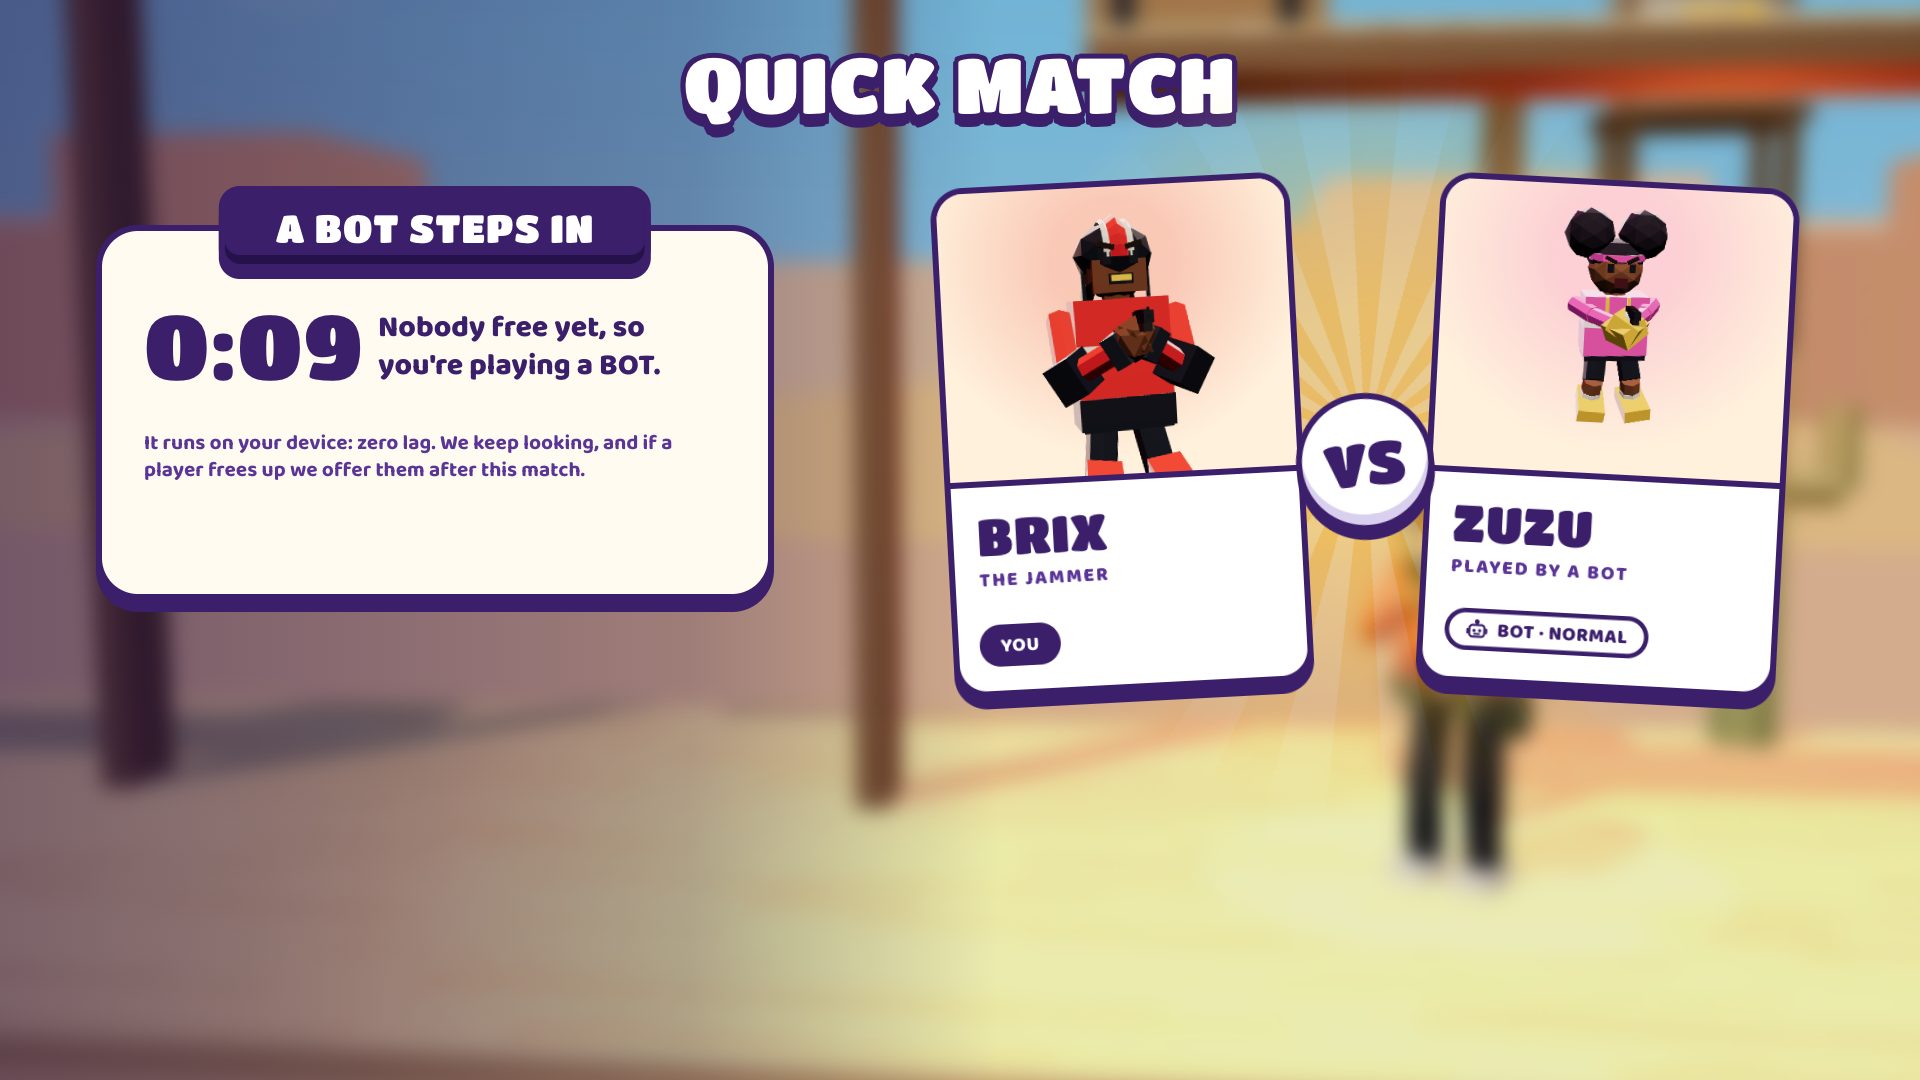 QUICK MATCH
A BOT STEPS IN
0:09
Nobody free yet, so
you're playing a BOT.
It runs on your device: zero lag. We keep looking, and if a
player frees up we offer them after this match.
BRIX
THE JAMMER
YOU
VS
ZUZU
PLAYED BY A BOT
BOT · NORMAL